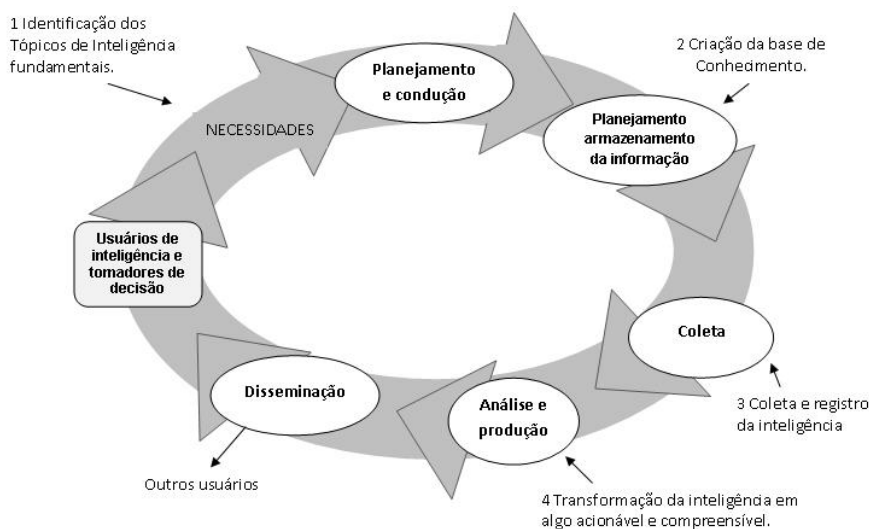 1 Identificação dos
Tópicos de Inteligência
fundamentais.
Planejamento
e condução
2 Criação da base de
Conhecimento.
NECESSIDADES
Planejamento
armazenamento
da informação
Usuários de
inteligência e
tomadores de
decisão
Coleta
3 Coleta e registro
da inteligência
Disseminação
Análise e
produção
Outros usuários
4 Transformação da inteligência em
algo acionável e compreensível.